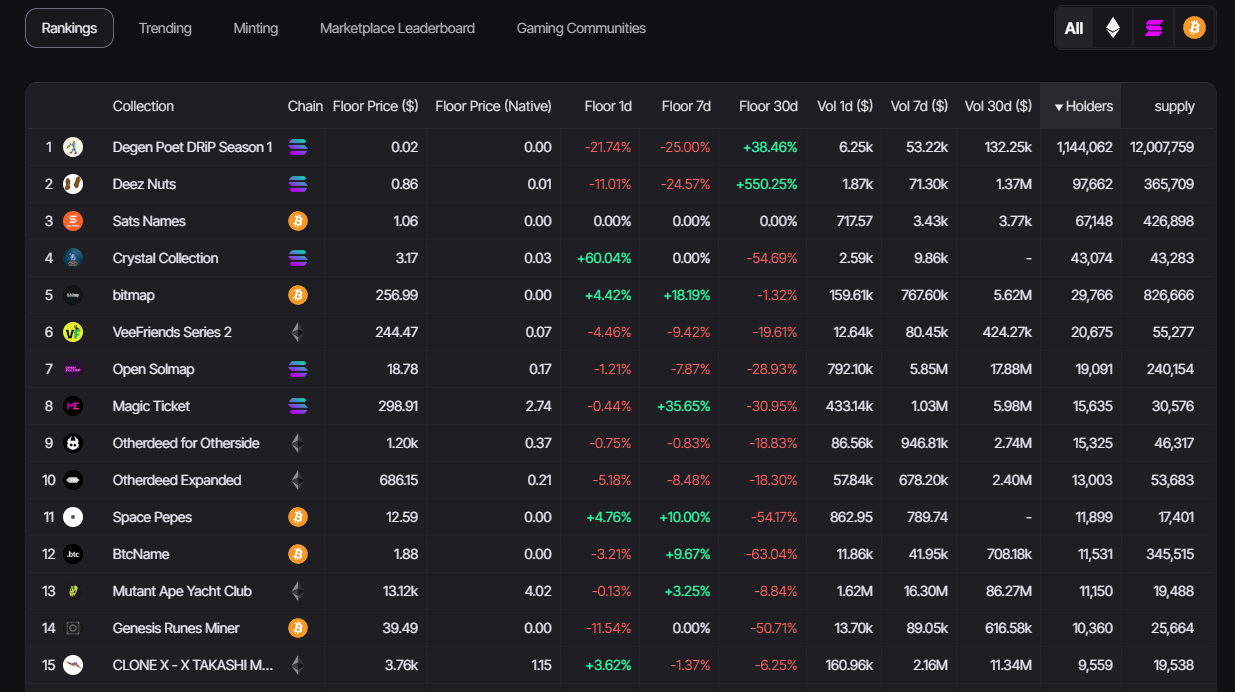 Rankings Trending Minting Marketplace Leaderboard Gaming Communities All
Collection Chain Floor Price ($) Floor Price (Native) Floor 1d Floor 7d Floor 30d Vol 1d ($) Vol 7d ($) Vol 30d ($) ▼Holders supply
1 Degen Poet DRiP Season 1 0.02 0.00 -21.74% -25.00% +38.46% 6.25k 53.22k 132.25k 1,144,062 12,007,759
2 Deez Nuts 0.86 0.01 -11.01% -24.57% +550.25% 1.87k 71.30k 1.37M 97,662 365,709
3 Sats Names 1.06 0.00 0.00% 0.00% 0.00% 717.57 3.43k 3.77k 67,148 426,898
4 Crystal Collection 3.17 0.03 +60.04% 0.00% -54.69% 2.59k 9.86k - 43,074 43,283
5 bitmap 256.99 0.00 +4.42% +18.19% -1.32% 159.61k 767.60k 5.62M 29,766 826,666
6 VeeFriends Series 2 244.47 0.07 -4.46% -9.42% -19.61% 12.64k 80.45k 424.27k 20,675 55,277
7 Open Solmap 18.78 0.17 -1.21% -7.87% -28.93% 792.10k 5.85M 17.88M 19,091 240,154
8 ME Magic Ticket 298.91 2.74 -0.44% +35.65% -30.95% 433.14k 1.03M 5.98M 15,635 30,576
9 Otherdeed for Otherside 1.20k 0.37 -0.75% -0.83% -18.83% 86.56k 946.81k 2.74M 15,325 46,317
10 Otherdeed Expanded 686.15 0.21 -5.18% -8.48% -18.30% 57.84k 678.20k 2.40M 13,003 53,683
11 Space Pepes 12.59 0.00 +4.76% +10.00% -54.17% 862.95 789.74 - 11,899 17,401
12 .btc BtcName 1.88 0.00 -3.21% +9.67% -63.04% 11.86k 41.95k 708.18k 11,531 345,515
13 Mutant Ape Yacht Club 13.12k 4.02 -0.13% +3.25% -8.84% 1.62M 16.30M 86.27M 11,150 19,488
14 Genesis Runes Miner 39.49 0.00 -11.54% 0.00% -50.71% 13.70k 89.05k 616.58k 10,360 25,664
15 CLONE X - X TAKASHI M... 3.76k 1.15 +3.62% -1.37% -6.25% 160.96k 2.16M 11.34M 9,559 19,538